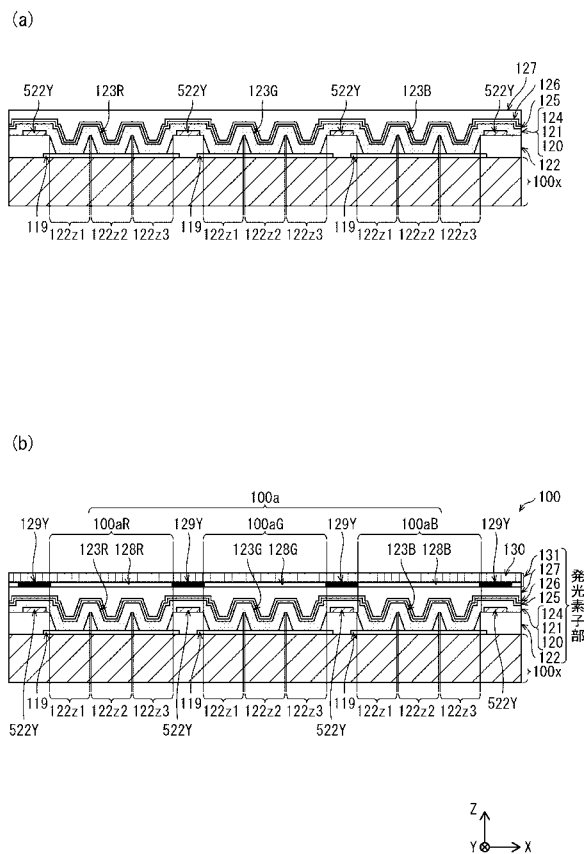 (a)
522Y 123R 522Y 123G 522Y 123B 522Y 127
126
125
124
121
120
122
100x
119 122z1 122z2 122z3 119 122z1 122z2 122z3 119 122z1 122z2 122z3
(b)
100a
100
129Y 100aR 129Y 100aG 129Y 100aB 129Y
123R 128R 123G 128G 123B 128B 130
131
127
126
125
124
121
120
122
発光素子部
100x
522Y
119 122z1 122z2 122z3 119 122z1 122z2 122z3 119 122z1 122z2 122z3
522Y 522Y 522Y 522Y
Z
Y X